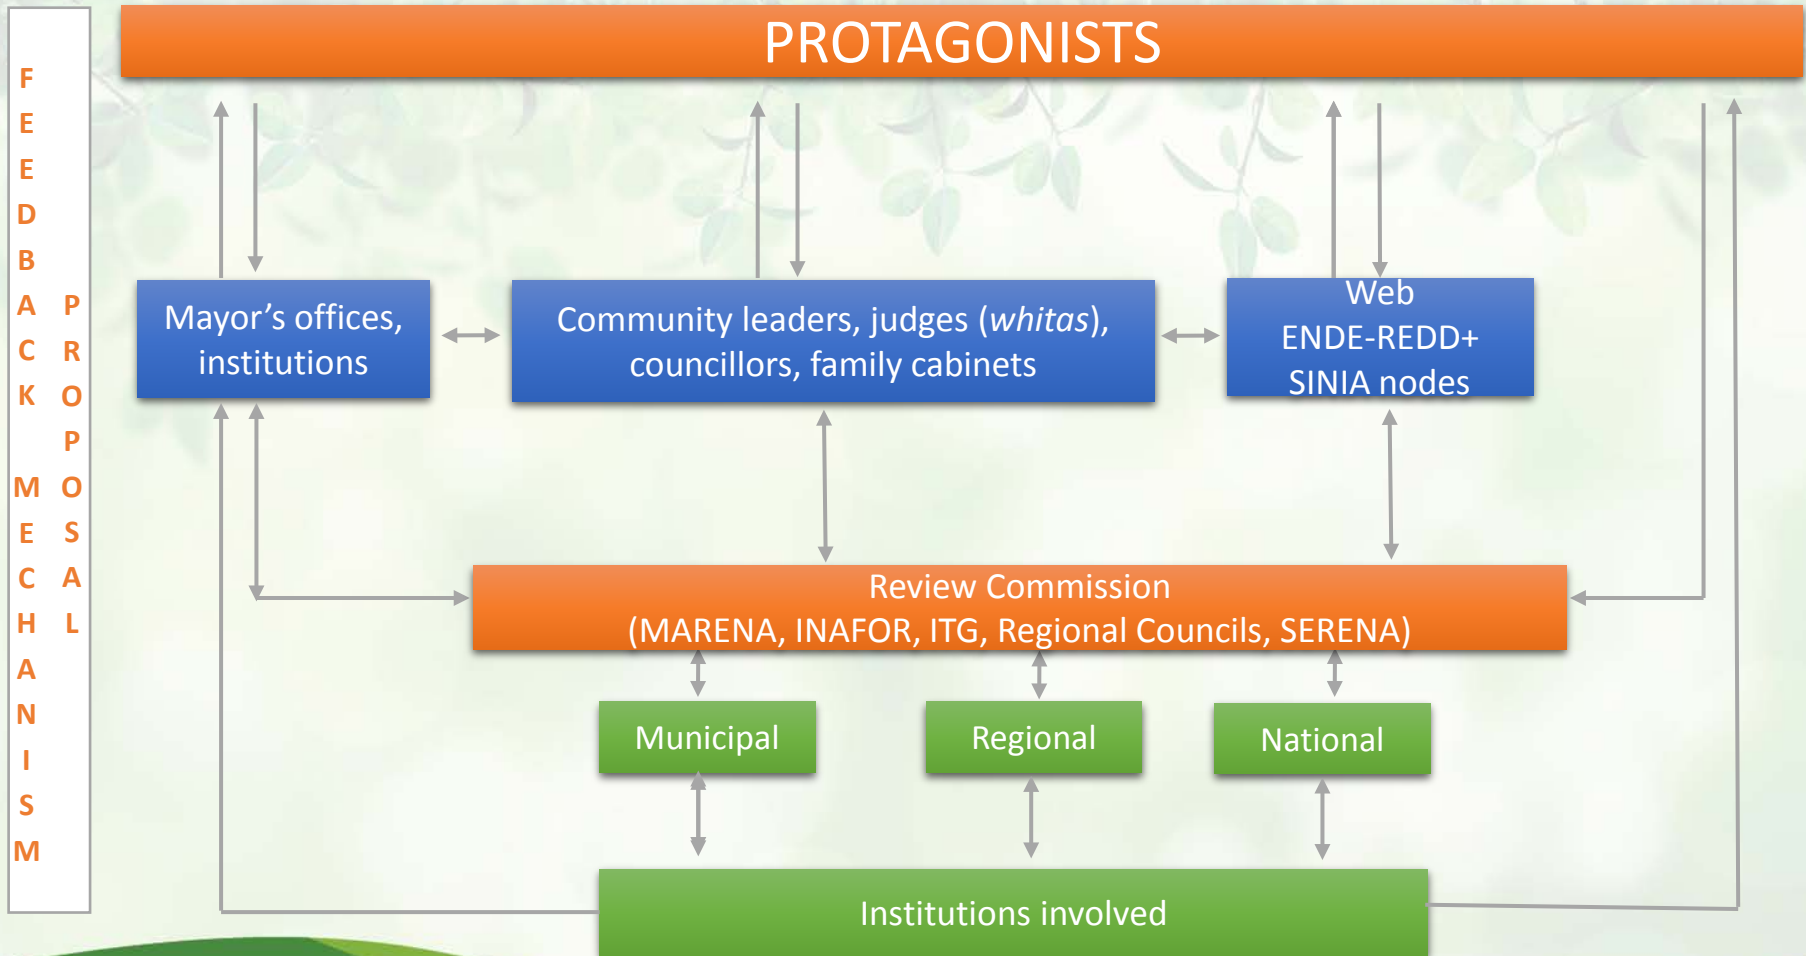 PROTAGONISTS
FEEDBACK MECHANISM
PROPOSAL
Mayor’s offices,
institutions
Community leaders, judges (whitas),
councillors, family cabinets
Web
ENDE-REDD+
SINIA nodes
Review Commission
(MARENA, INAFOR, ITG, Regional Councils, SERENA)
Municipal
Regional
National
Institutions involved